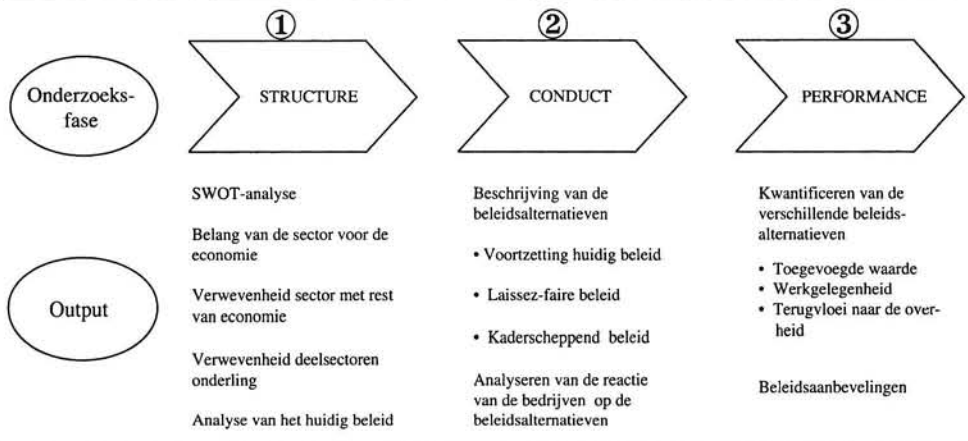 1
2
3
Onderzoeks-
fase
STRUCTURE
CONDUCT
PERFORMANCE
Output
SWOT-analyse
Belang van de sector voor de
economie
Verwevenheid sector met rest
van economie
Verwevenheid deelsectoren
onderling
Analyse van het huidig beleid
Beschrijving van de
beleidsalternatieven
• Voortzetting huidig beleid
• Laissez-faire beleid
• Kaderscheppend beleid
Analyseren van de reactie
van de bedrijven op de
beleidsalternatieven
Kwantificeren van de
verschillende beleids-
alternatieven
• Toegevoegde waarde
• Werkgelegenheid
• Terugvloei naar de over-
heid
Beleidsaanbevelingen